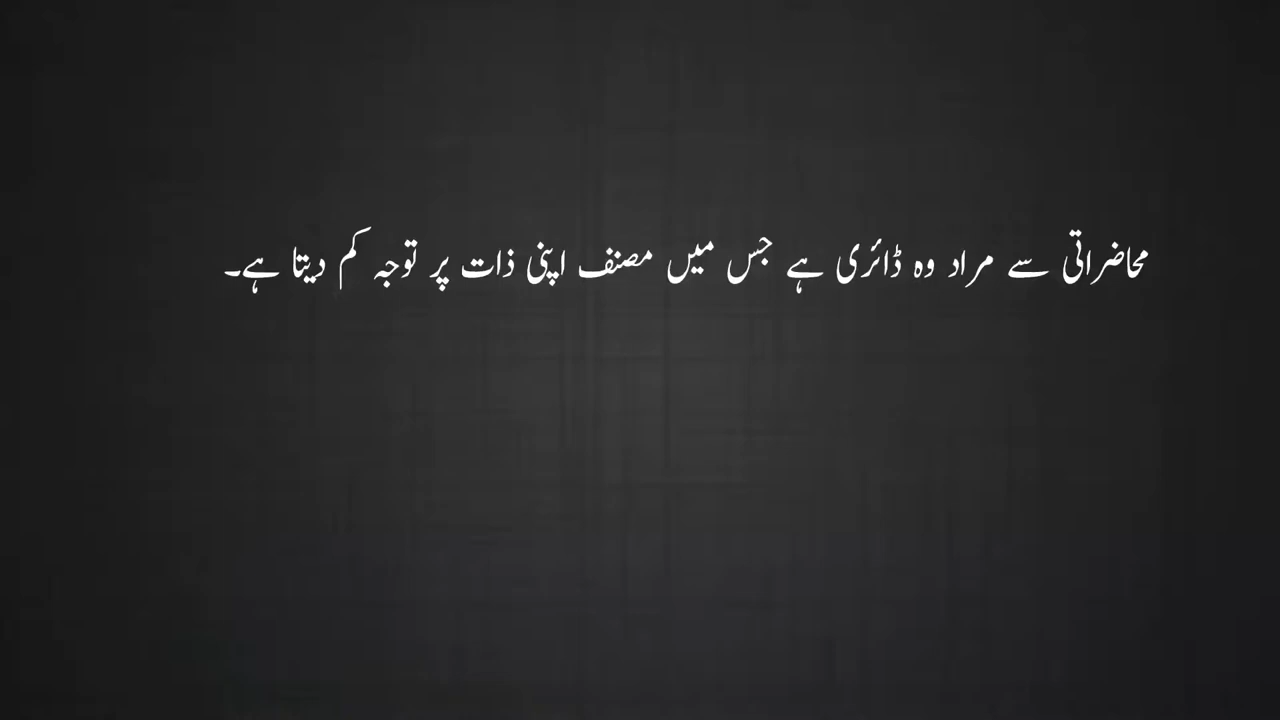 محاضراتی سے مراد وہ ڈائری ہے جس میں مصنف اپنی ذات پر توجہ کم دیتا ہے۔